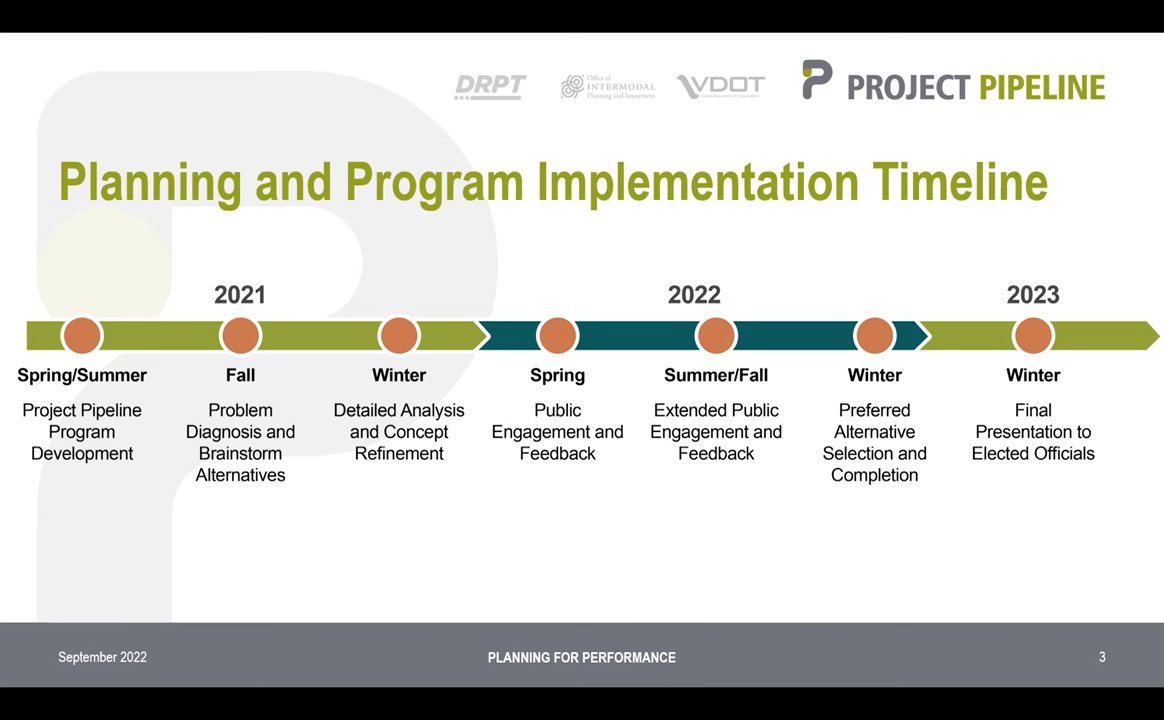 DRPT
Office of
INTERMODAL
Planning and Investment
VDOT
PROJECT PIPELINE
Planning and Program Implementation Timeline
2021
2022
2023
Spring/Summer
Project Pipeline
Program
Development
Fall
Problem
Diagnosis and
Brainstorm
Alternatives
Winter
Detailed Analysis
and Concept
Refinement
Spring
Public
Engagement and
Feedback
Summer/Fall
Extended Public
Engagement and
Feedback
Winter
Preferred
Alternative
Selection and
Completion
Winter
Final
Presentation to
Elected Officials
September 2022
PLANNING FOR PERFORMANCE
3